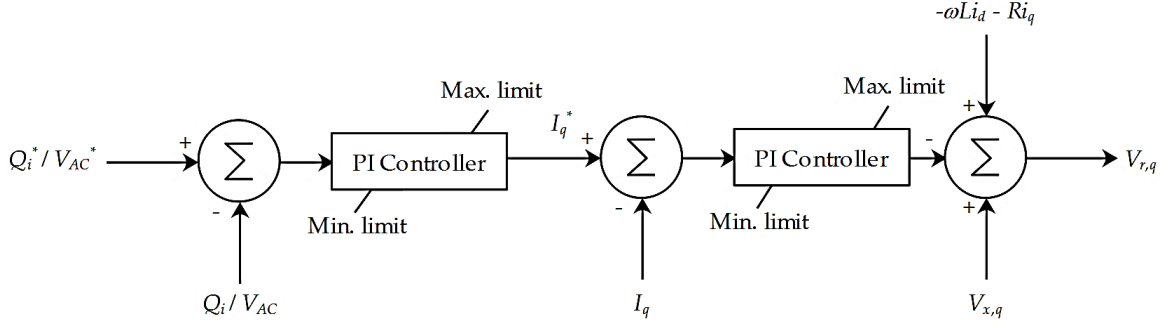 -ωLi_d - Ri_q
Max. limit
Max. limit
Q_i^* / V_AC^*
+
Σ
-
PI Controller
I_q^*
+
Σ
-
PI Controller
-
+
Σ
+
V_r,q
Min. limit
Min. limit
Q_i / V_AC
I_q
V_x,q